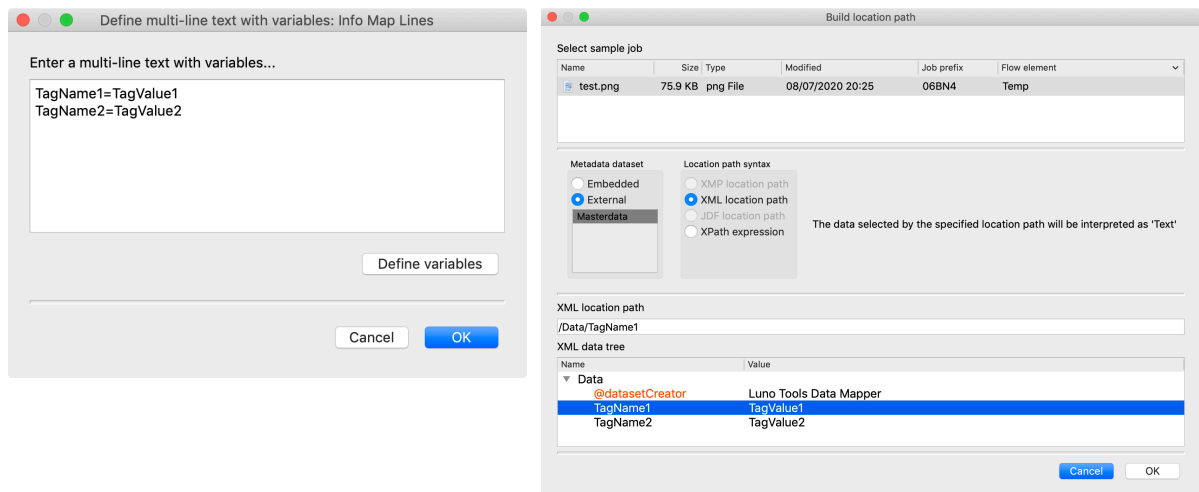 Define multi-line text with variables: Info Map Lines
Enter a multi-line text with variables...
TagName1=TagValue1
TagName2=TagValue2
Define variables
Cancel OK
Build location path
Select sample job
Name Size Type Modified Job prefix Flow element
test.png 75.9 KB png File 08/07/2020 20:25 06BN4 Temp
Metadata dataset Location path syntax
Embedded XMP location path
External XML location path
Masterdata JDF location path
XPath expression
The data selected by the specified location path will be interpreted as 'Text'
XML location path
/Data/TagName1
XML data tree
Name Value
Data
@datasetCreator Luno Tools Data Mapper
TagName1 TagValue1
TagName2 TagValue2
Cancel OK